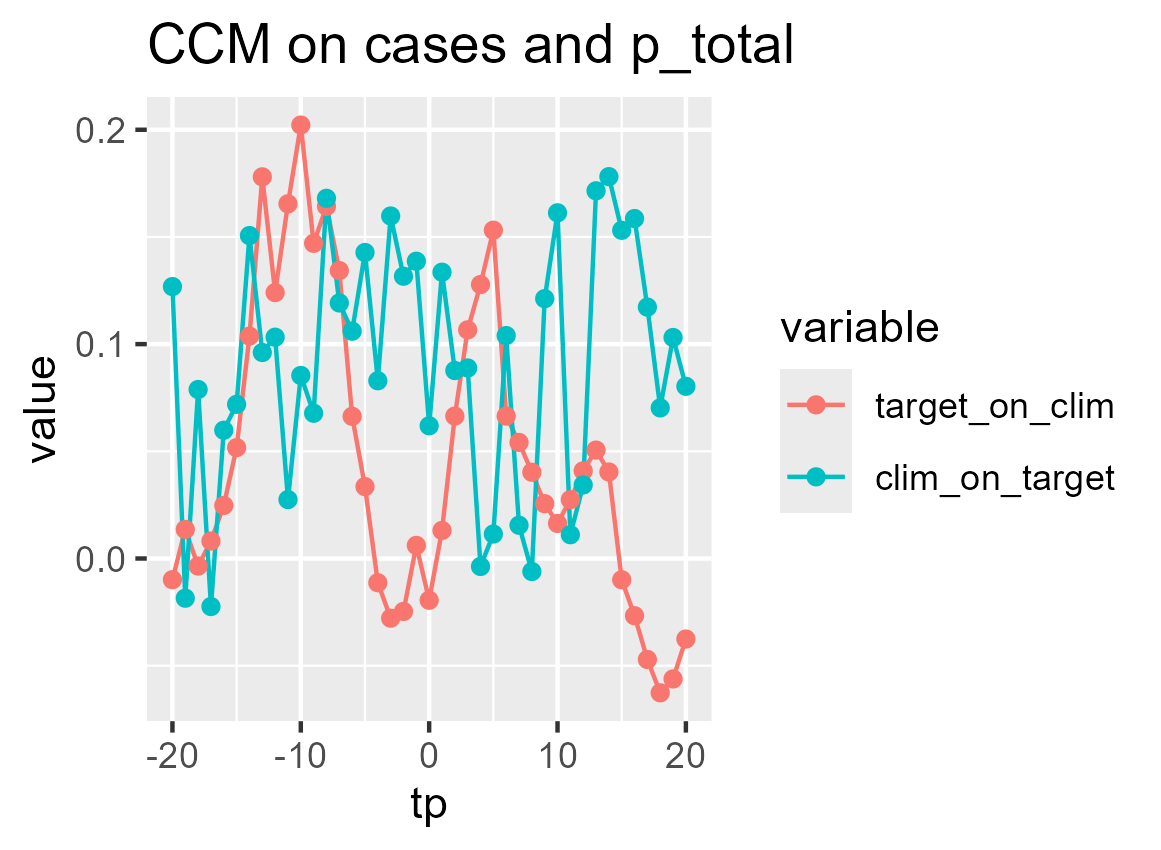 CCM on cases and p_total
value
0.2
0.1
0.0
-20 -10 0 10 20
tp
variable
target_on_clim
clim_on_target